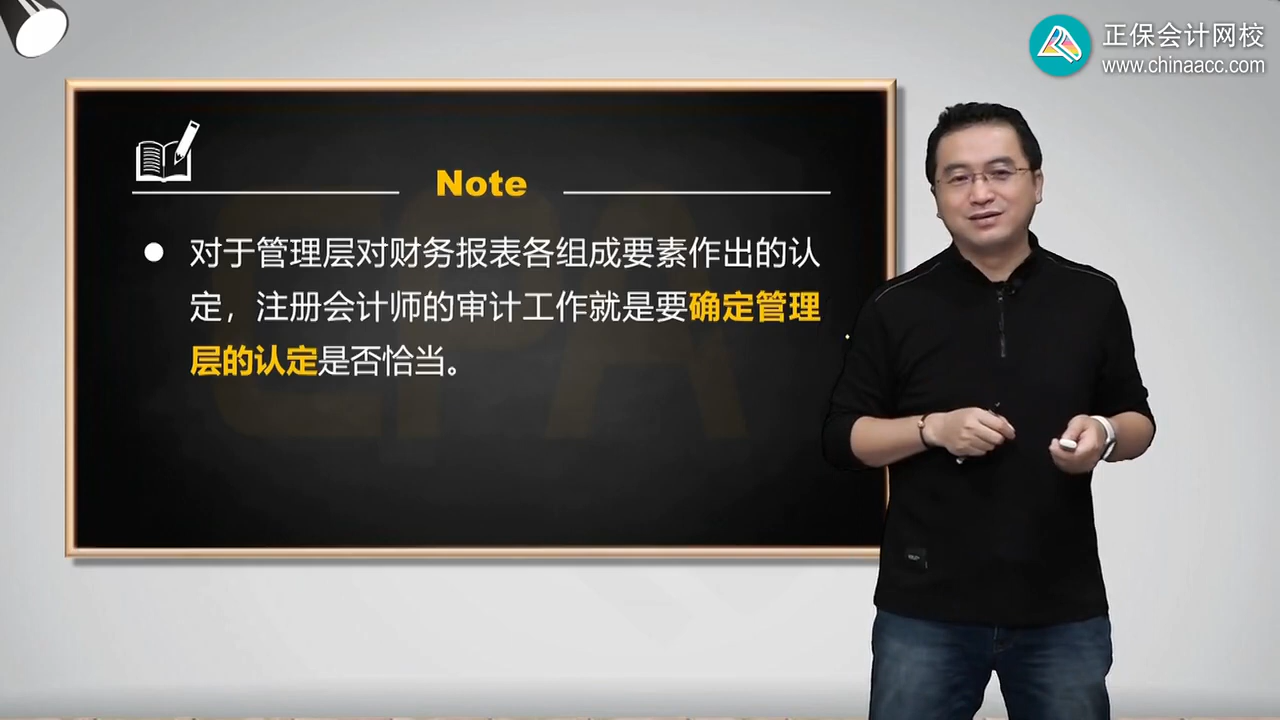 正保会计网校
www.chinaacc.com
Note
对于管理层对财务报表各组成要素作出的认
定，注册会计师的审计工作就是要确定管理
层的认定是否恰当。
CPA